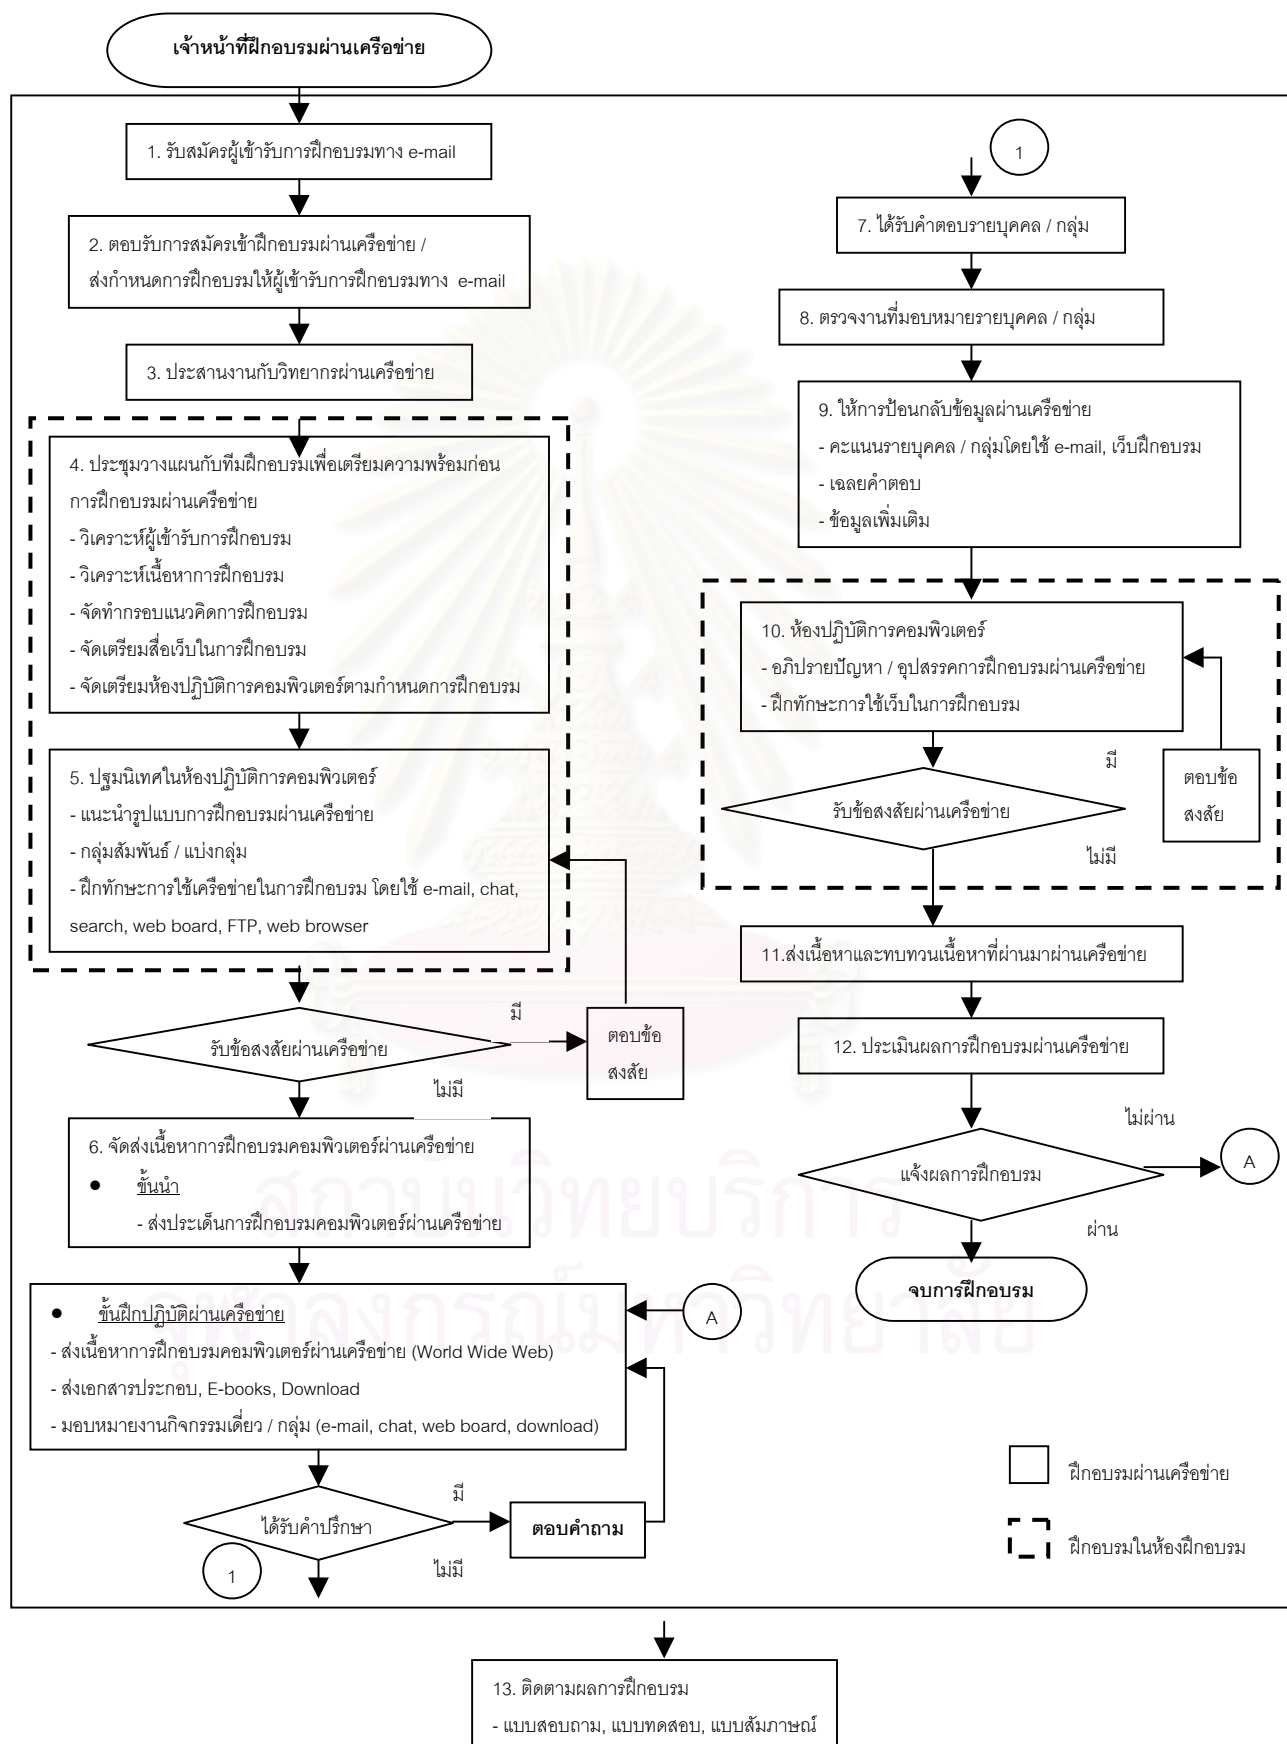 เจ้าหน้าที่ฝึกอบรมผ่านเครือข่าย
1. รับสมัครผู้เข้ารับการฝึกอบรมทาง e-mail
2. ตอบรับการสมัครเข้าฝึกอบรมผ่านเครือข่าย /
ส่งกำหนดการฝึกอบรมให้ผู้เข้ารับการฝึกอบรมทาง e-mail
3. ประสานงานกับวิทยากรผ่านเครือข่าย
4. ประชุมวางแผนกับทีมฝึกอบรมเพื่อเตรียมความพร้อมก่อน
การฝึกอบรมผ่านเครือข่าย
- วิเคราะห์ผู้เข้ารับการฝึกอบรม
- วิเคราะห์เนื้อหาการฝึกอบรม
- จัดทำกรอบแนวคิดการฝึกอบรม
- จัดเตรียมสื่อเว็บในการฝึกอบรม
- จัดเตรียมห้องปฏิบัติการคอมพิวเตอร์ตามกำหนดการฝึกอบรม
5. ปฐมนิเทศในห้องปฏิบัติการคอมพิวเตอร์
- แนะนำรูปแบบการฝึกอบรมผ่านเครือข่าย
- กลุ่มสัมพันธ์ / แบ่งกลุ่ม
- ฝึกทักษะการใช้เครือข่ายในการฝึกอบรม โดยใช้ e-mail, chat,
search, web board, FTP, web browser
รับข้อสงสัยผ่านเครือข่าย
มี
ตอบข้อ
สงสัย
ไม่มี
6. จัดส่งเนื้อหาการฝึกอบรมคอมพิวเตอร์ผ่านเครือข่าย
● ขั้นนำ
- ส่งประเด็นการฝึกอบรมคอมพิวเตอร์ผ่านเครือข่าย
● ขั้นฝึกปฏิบัติผ่านเครือข่าย
- ส่งเนื้อหาการฝึกอบรมคอมพิวเตอร์ผ่านเครือข่าย (World Wide Web)
- ส่งเอกสารประกอบ, E-books, Download
- มอบหมายงานกิจกรรมเดี่ยว / กลุ่ม (e-mail, chat, web board, download)
A
ได้รับคำปรึกษา
มี
ตอบคำถาม
ไม่มี
1
1
7. ได้รับคำตอบรายบุคคล / กลุ่ม
8. ตรวจงานที่มอบหมายรายบุคคล / กลุ่ม
9. ให้การป้อนกลับข้อมูลผ่านเครือข่าย
- คะแนนรายบุคคล / กลุ่มโดยใช้ e-mail, เว็บฝึกอบรม
- เฉลยคำตอบ
- ข้อมูลเพิ่มเติม
10. ห้องปฏิบัติการคอมพิวเตอร์
- อภิปรายปัญหา / อุปสรรคการฝึกอบรมผ่านเครือข่าย
- ฝึกทักษะการใช้เว็บในการฝึกอบรม
รับข้อสงสัยผ่านเครือข่าย
มี
ตอบข้อ
สงสัย
ไม่มี
11.ส่งเนื้อหาและทบทวนเนื้อหาที่ผ่านมาผ่านเครือข่าย
12. ประเมินผลการฝึกอบรมผ่านเครือข่าย
แจ้งผลการฝึกอบรม
ไม่ผ่าน
A
ผ่าน
จบการฝึกอบรม
ฝึกอบรมผ่านเครือข่าย
ฝึกอบรมในห้องฝึกอบรม
13. ติดตามผลการฝึกอบรม
- แบบสอบถาม, แบบทดสอบ, แบบสัมภาษณ์
สถาบันวิทยบริการ
จุฬาลงกรณ์มหาวิทยาลัย